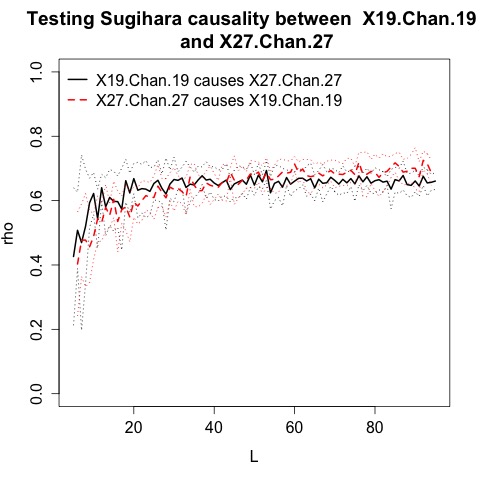 Testing Sugihara causality between X19.Chan.19
and X27.Chan.27
X19.Chan.19 causes X27.Chan.27
X27.Chan.27 causes X19.Chan.19
1.0
0.8
0.6
0.4
0.2
0.0
rho
20 40 60 80
L